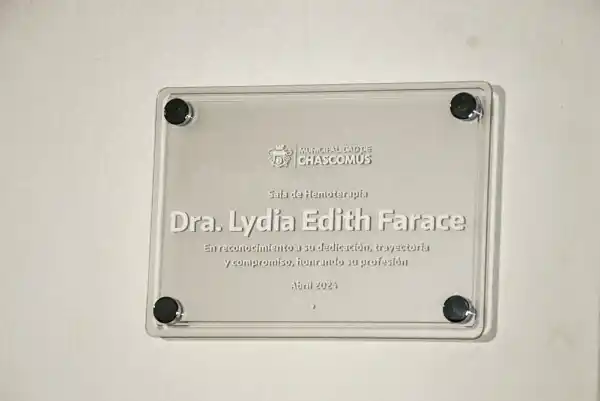 MUNICIPALIDAD DE
CHASCOMÚS
Sala de Hemoterapia
Dra. Lydia Edith Farace
En reconocimiento a su dedicación, trayectoria
y compromiso, honrando su profesión
Abril 2024